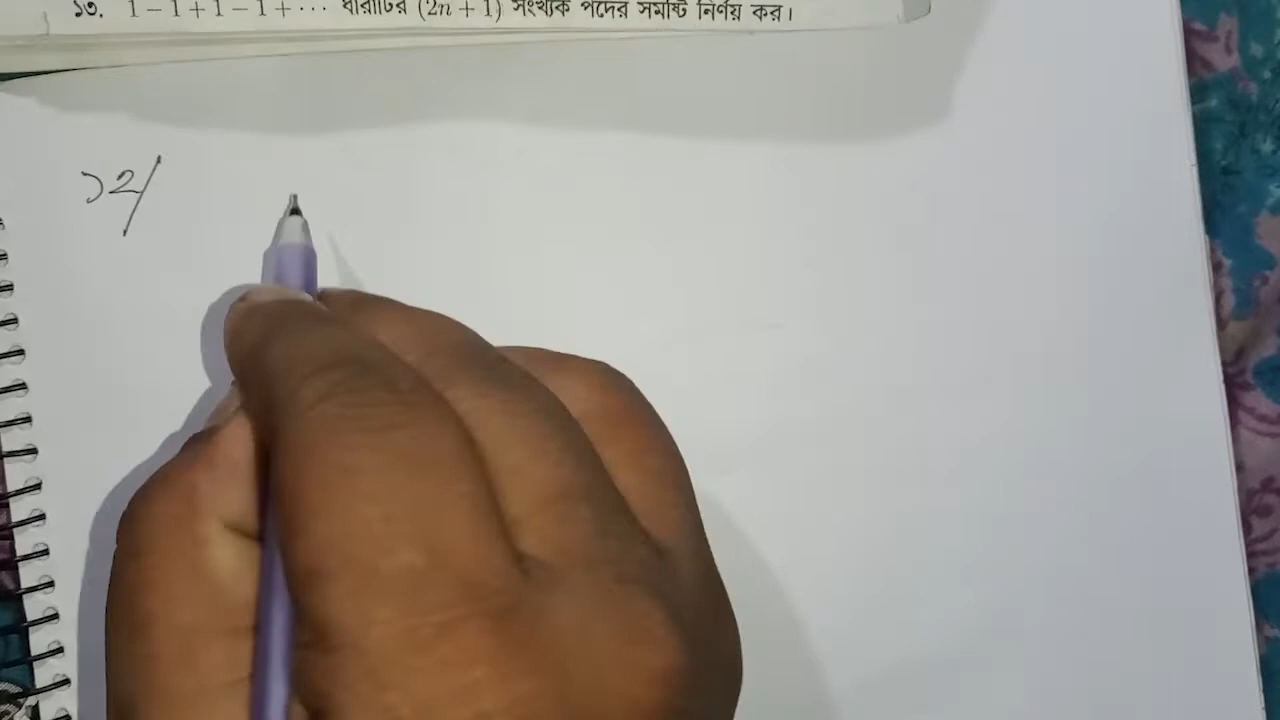 ১৩. 1 − 1 + 1 − 1 + ⋯ ধারাটির (2n + 1) সংখ্যক পদের সমষ্টি নির্ণয় কর।
১২/